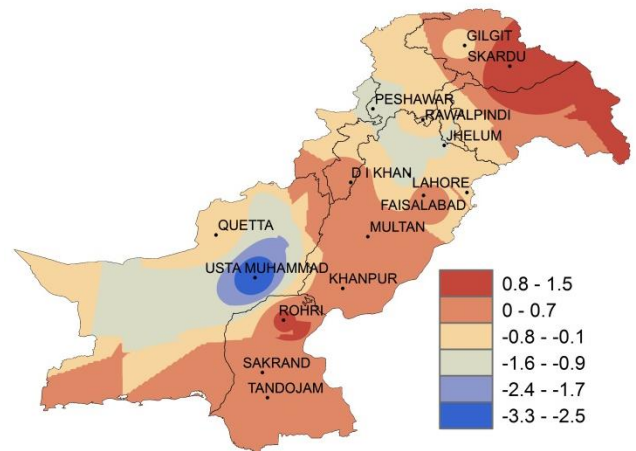 GILGIT
SKARDU
PESHAWAR
RAWALPINDI
JHELUM
D I KHAN
LAHORE
FAISALABAD
QUETTA
MULTAN
USTA MUHAMMAD
KHANPUR
ROHRI
SAKRAND
TANDOJAM
0.8 - 1.5
0 - 0.7
-0.8 - -0.1
-1.6 - -0.9
-2.4 - -1.7
-3.3 - -2.5